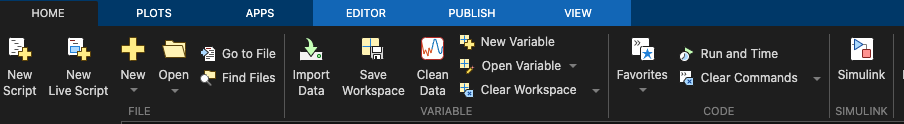 HOME PLOTS APPS EDITOR PUBLISH VIEW
New Script
New Live Script
New
Open
Go to File
Find Files
FILE
Import Data
Save Workspace
Clean Data
New Variable
Open Variable
Clear Workspace
VARIABLE
Favorites
Run and Time
Clear Commands
CODE
Simulink
SIMULINK